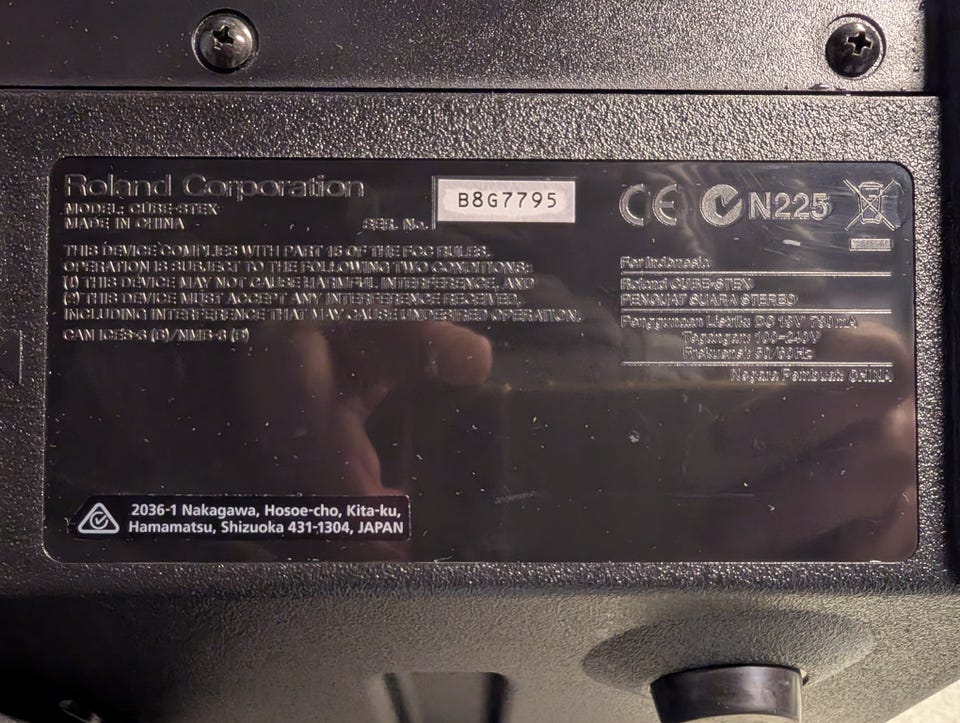 Roland Corporation
MODEL: CUBE-STEX
MADE IN CHINA
SER. No.
B8G7795
THIS DEVICE COMPLIES WITH PART 15 OF THE FCC RULES.
OPERATION IS SUBJECT TO THE FOLLOWING TWO CONDITIONS:
(1) THIS DEVICE MAY NOT CAUSE HARMFUL INTERFERENCE, AND
(2) THIS DEVICE MUST ACCEPT ANY INTERFERENCE RECEIVED,
INCLUDING INTERFERENCE THAT MAY CAUSE UNDESIRED OPERATION.
CAN ICES-3 (B)/NMB-3 (B)
CE N225
For Indonesia
Roland CUBE-STEX
PENGUAT SUARA STEREO
Penggunaan Listrik: DC 13V
Tegangan: 100-240V
Frekuensi: 50/60Hz
Negara Pembuat: CHINA
2036-1 Nakagawa, Hosoe-cho, Kita-ku,
Hamamatsu, Shizuoka 431-1304, JAPAN